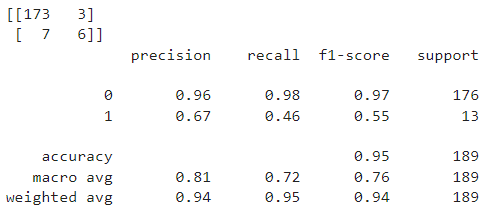 [[173   3]
 [  7   6]]
              precision    recall  f1-score   support

           0       0.96      0.98      0.97       176
           1       0.67      0.46      0.55        13

    accuracy                           0.95       189
   macro avg       0.81      0.72      0.76       189
weighted avg       0.94      0.95      0.94       189